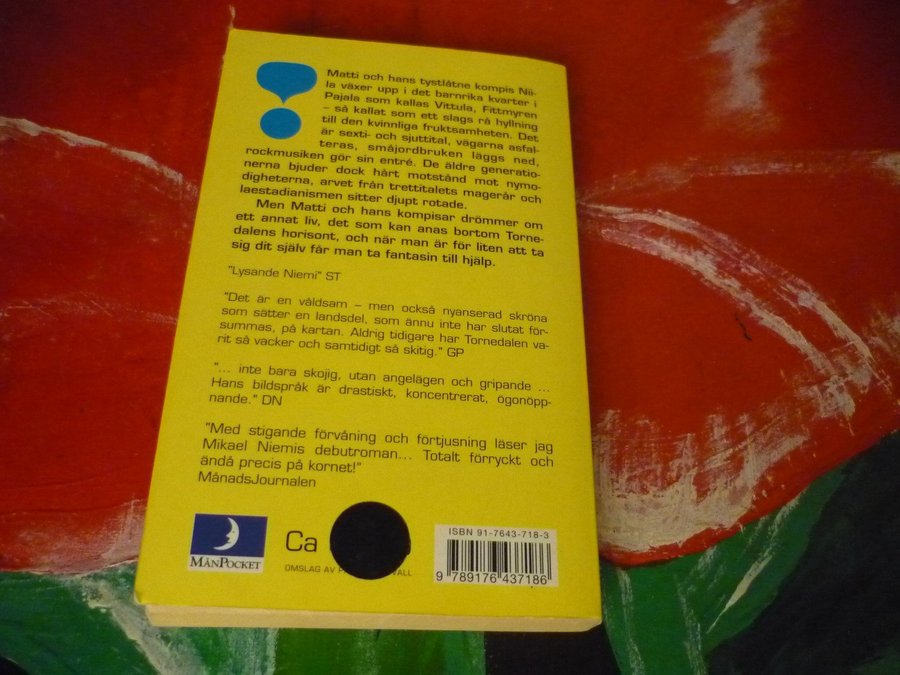 Matti och hans tystlåtne kompis Nii-
la växer upp i det barnrika kvarter i
Pajala som kallas Vittula, Fittmyren
– så kallat som ett slags rå hyllning
till den kvinnliga fruktsamheten. Det
är sexti- och sjuttital, vägarna asfal-
teras, småjordbruken läggs ned,
rockmusiken gör sin entré. De äldre generatio-
nerna bjuder dock hårt motstånd mot nymo-
digheterna, arvet från trettitalets magerår och
laestadianismen sitter djupt rotade.
Men Matti och hans kompisar drömmer om
ett annat liv, det som kan anas bortom Torne-
dalens horisont, och när man är för liten att ta
sig dit själv får man ta fantasin till hjälp.
"Lysande Niemi" ST
"Det är en våldsam – men också nyanserad skröna
som sätter en landsdel, som ännu inte har slutat för-
summas, på kartan. Aldrig tidigare har Tornedalen va-
rit så vacker och samtidigt så skitig." GP
"... inte bara skojig, utan angelägen och gripande ...
Hans bildspråk är drastiskt, koncentrerat, ögonöpp-
nande." DN
"Med stigande förvåning och förtjusning läser jag
Mikael Niemis debutroman... Totalt förryckt och
ändå precis på kornet!"
MånadsJournalen
MÅNPOCKET
Ca
OMSLAG AV
ISBN 91-7643-718-3
9 789176 437186